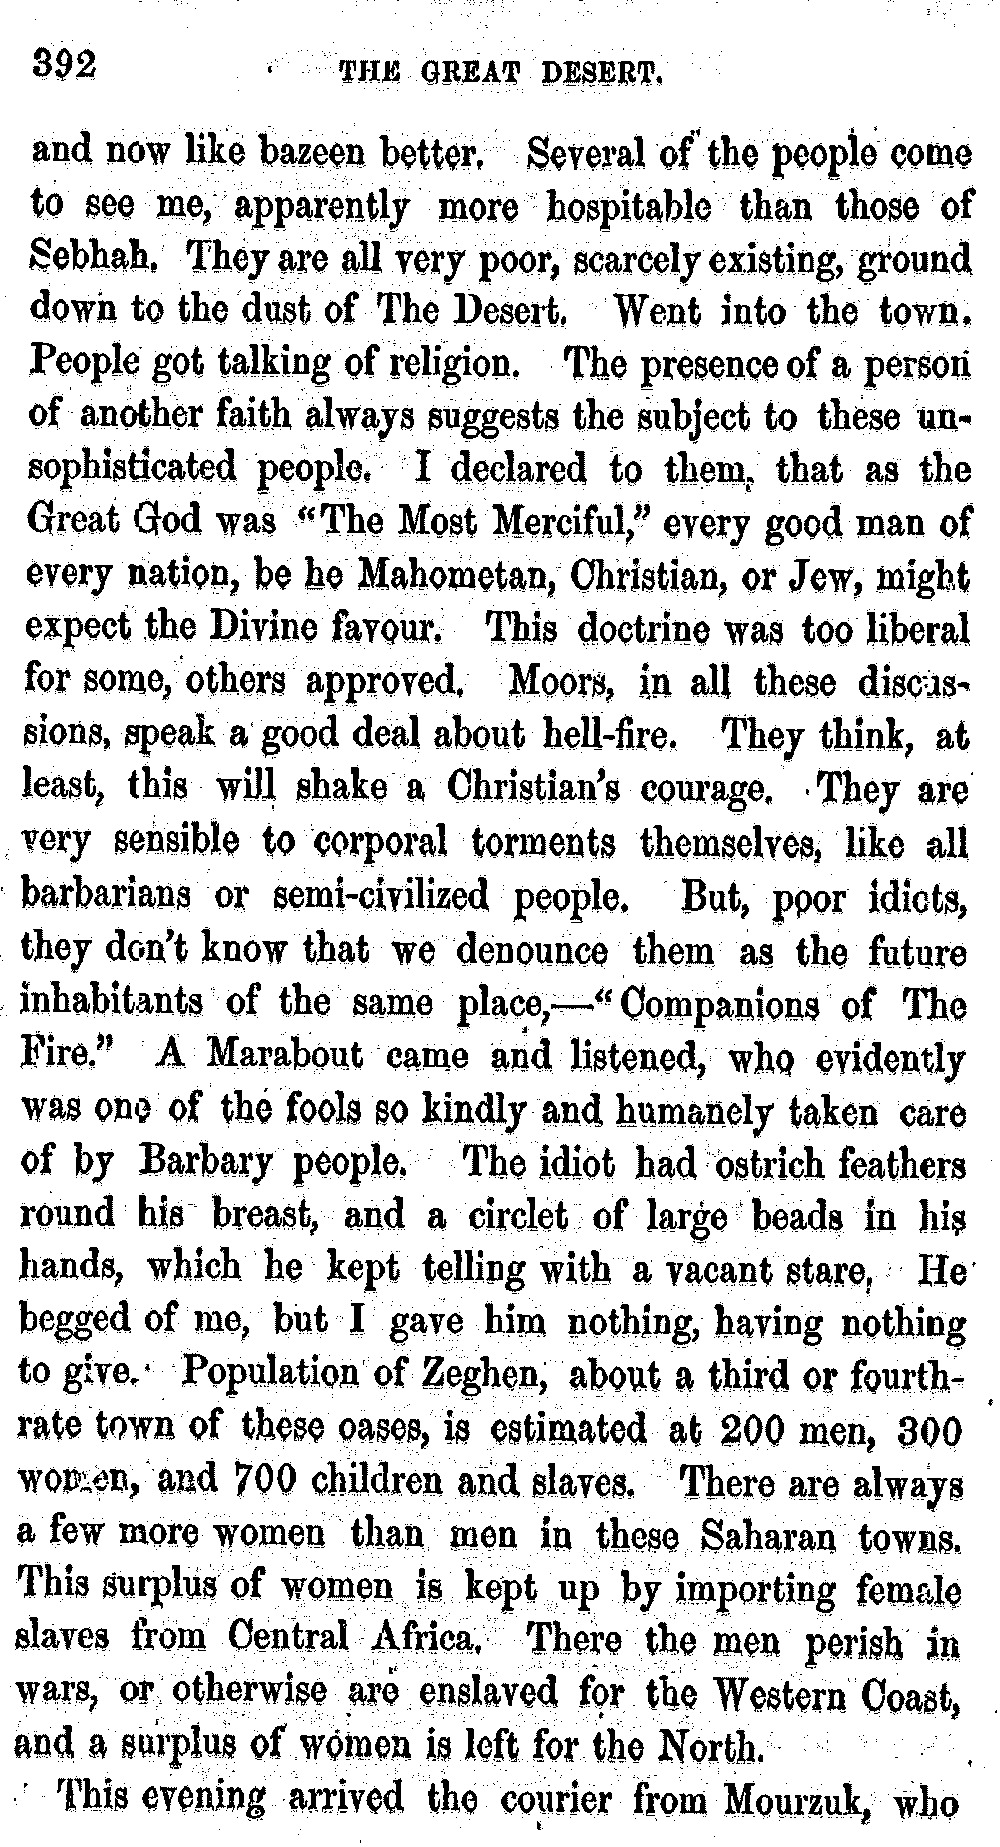 392 THE GREAT DESERT.
and now like bazeen better. Several of the people come
to see me, apparently more hospitable than those of
Sebhah. They are all very poor, scarcely existing, ground
down to the dust of The Desert. Went into the town.
People got talking of religion. The presence of a person
of another faith always suggests the subject to these un-
sophisticated people. I declared to them, that as the
Great God was “The Most Merciful,” every good man of
every nation, be he Mahometan, Christian, or Jew, might
expect the Divine favour. This doctrine was too liberal
for some, others approved. Moors, in all these discus-
sions, speak a good deal about hell-fire. They think, at
least, this will shake a Christian’s courage. They are
very sensible to corporal torments themselves, like all
barbarians or semi-civilized people. But, poor idiots,
they don’t know that we denounce them as the future
inhabitants of the same place,—“Companions of The
Fire.” A Marabout came and listened, who evidently
was one of the fools so kindly and humanely taken care
of by Barbary people. The idiot had ostrich feathers
round his breast, and a circlet of large beads in his
hands, which he kept telling with a vacant stare. He
begged of me, but I gave him nothing, having nothing
to give. Population of Zeghen, about a third or fourth-
rate town of these oases, is estimated at 200 men, 300
women, and 700 children and slaves. There are always
a few more women than men in these Saharan towns.
This surplus of women is kept up by importing female
slaves from Central Africa. There the men perish in
wars, or otherwise are enslaved for the Western Coast,
and a surplus of women is left for the North.
This evening arrived the courier from Mourzuk, who